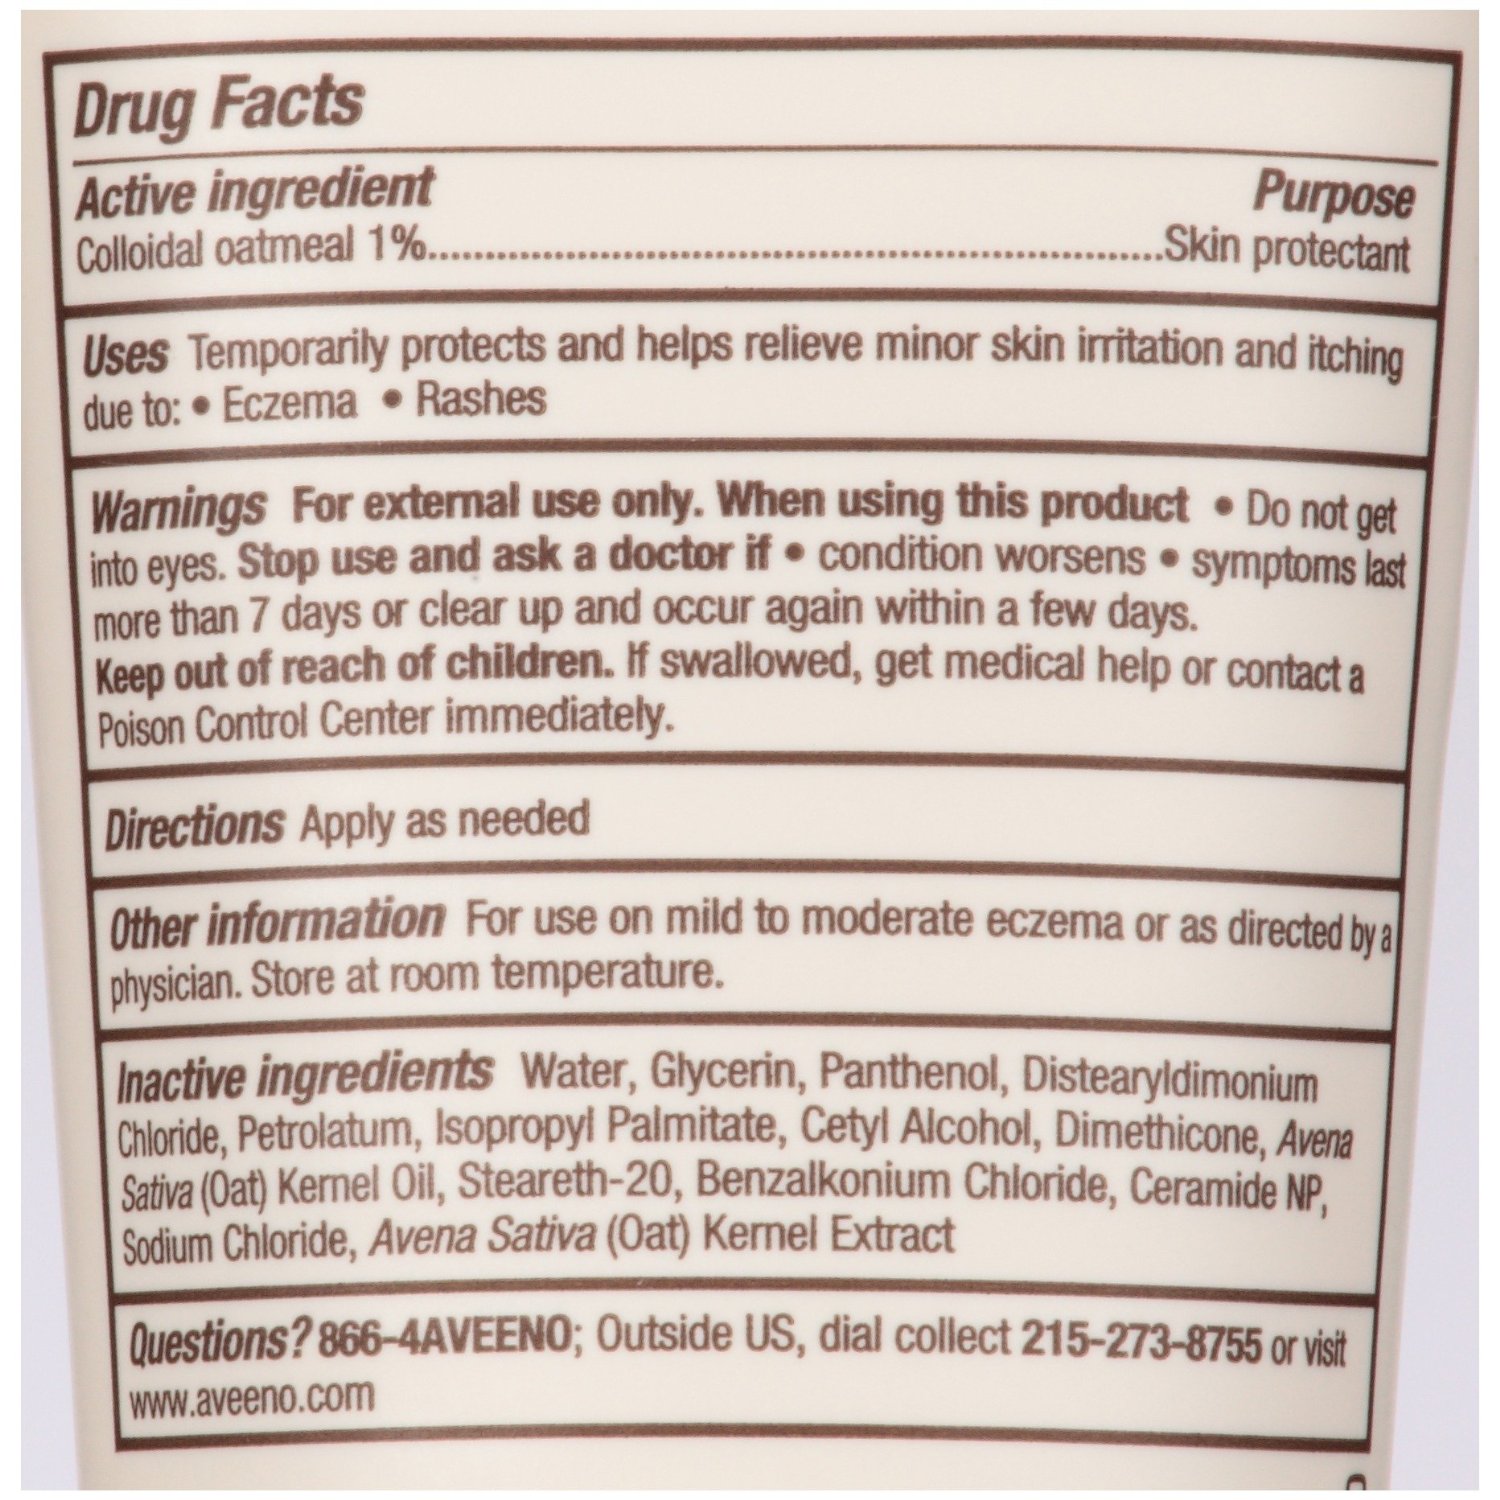 Drug Facts
Active ingredient Purpose
Colloidal oatmeal 1%......................................................................Skin protectant
Uses Temporarily protects and helps relieve minor skin irritation and itching
due to: • Eczema • Rashes
Warnings For external use only. When using this product • Do not get
into eyes. Stop use and ask a doctor if • condition worsens • symptoms last
more than 7 days or clear up and occur again within a few days.
Keep out of reach of children. If swallowed, get medical help or contact a
Poison Control Center immediately.
Directions Apply as needed
Other information For use on mild to moderate eczema or as directed by a
physician. Store at room temperature.
Inactive ingredients Water, Glycerin, Panthenol, Distearyldimonium
Chloride, Petrolatum, Isopropyl Palmitate, Cetyl Alcohol, Dimethicone, Avena
Sativa (Oat) Kernel Oil, Steareth-20, Benzalkonium Chloride, Ceramide NP,
Sodium Chloride, Avena Sativa (Oat) Kernel Extract
Questions? 866-4AVEENO; Outside US, dial collect 215-273-8755 or visit
www.aveeno.com